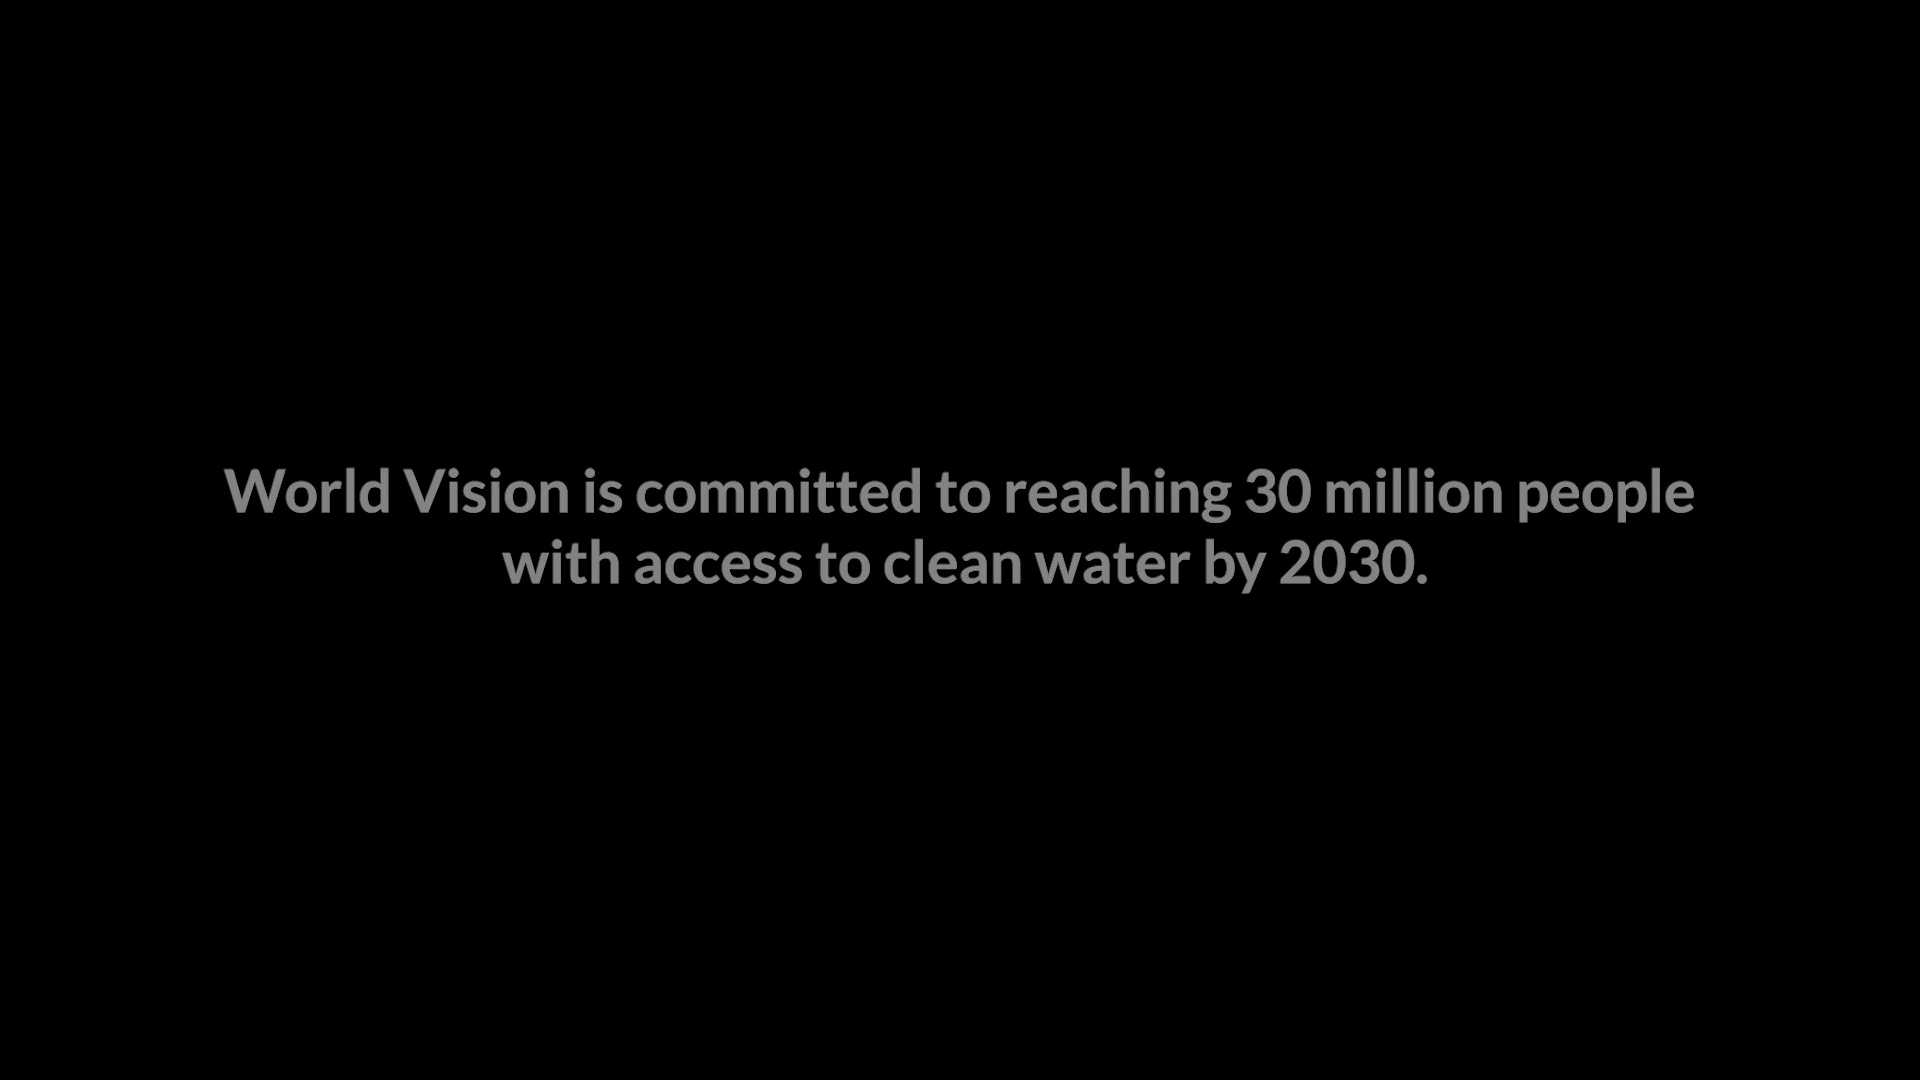 World Vision is committed to reaching 30 million people
with access to clean water by 2030.